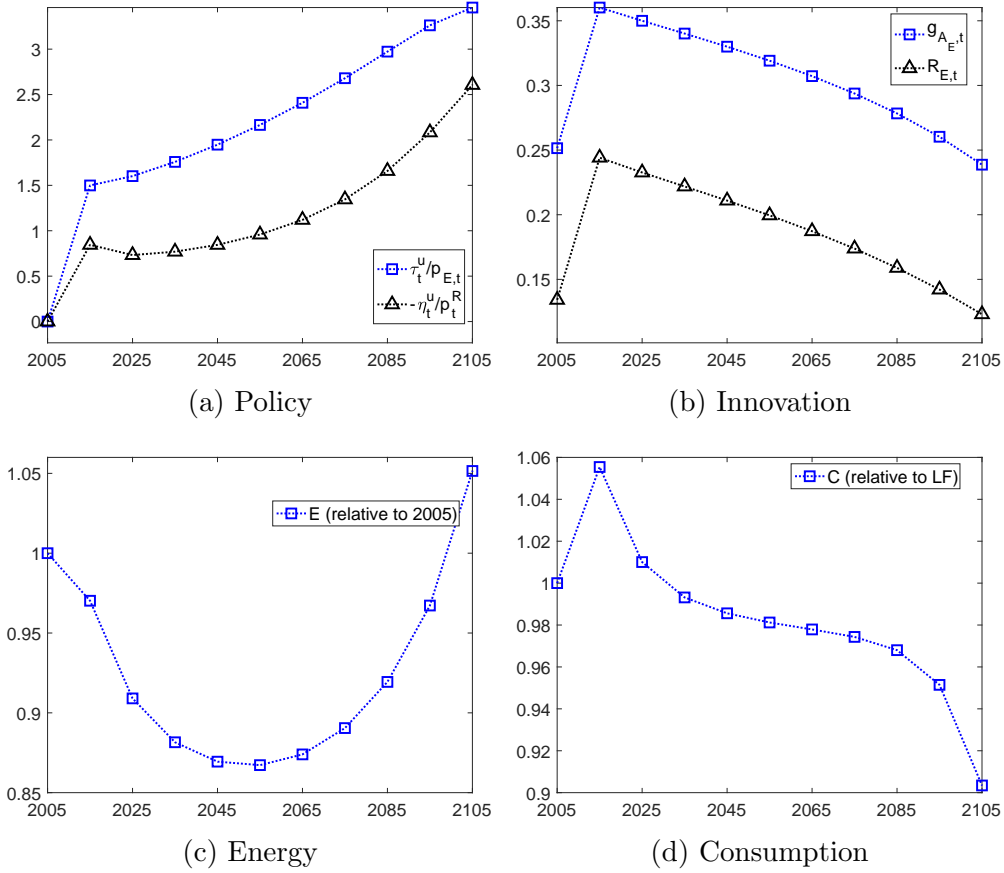 3
2.5
2
1.5
1
0.5
0
τ_t^u/p_{E,t}
-η_t^u/p_t^R
2005 2025 2045 2065 2085 2105
(a) Policy
0.35
0.3
0.25
0.2
0.15
g_{A_E,t}
R_{E,t}
2005 2025 2045 2065 2085 2105
(b) Innovation
1.05
1
0.95
0.9
0.85
E (relative to 2005)
2005 2025 2045 2065 2085 2105
(c) Energy
1.06
1.04
1.02
1
0.98
0.96
0.94
0.92
0.9
C (relative to LF)
2005 2025 2045 2065 2085 2105
(d) Consumption